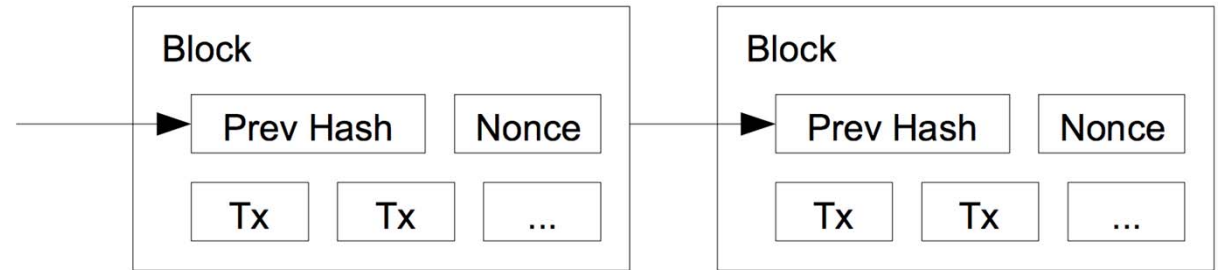 Block
Prev Hash Nonce
Tx Tx ...
Block
Prev Hash Nonce
Tx Tx ...